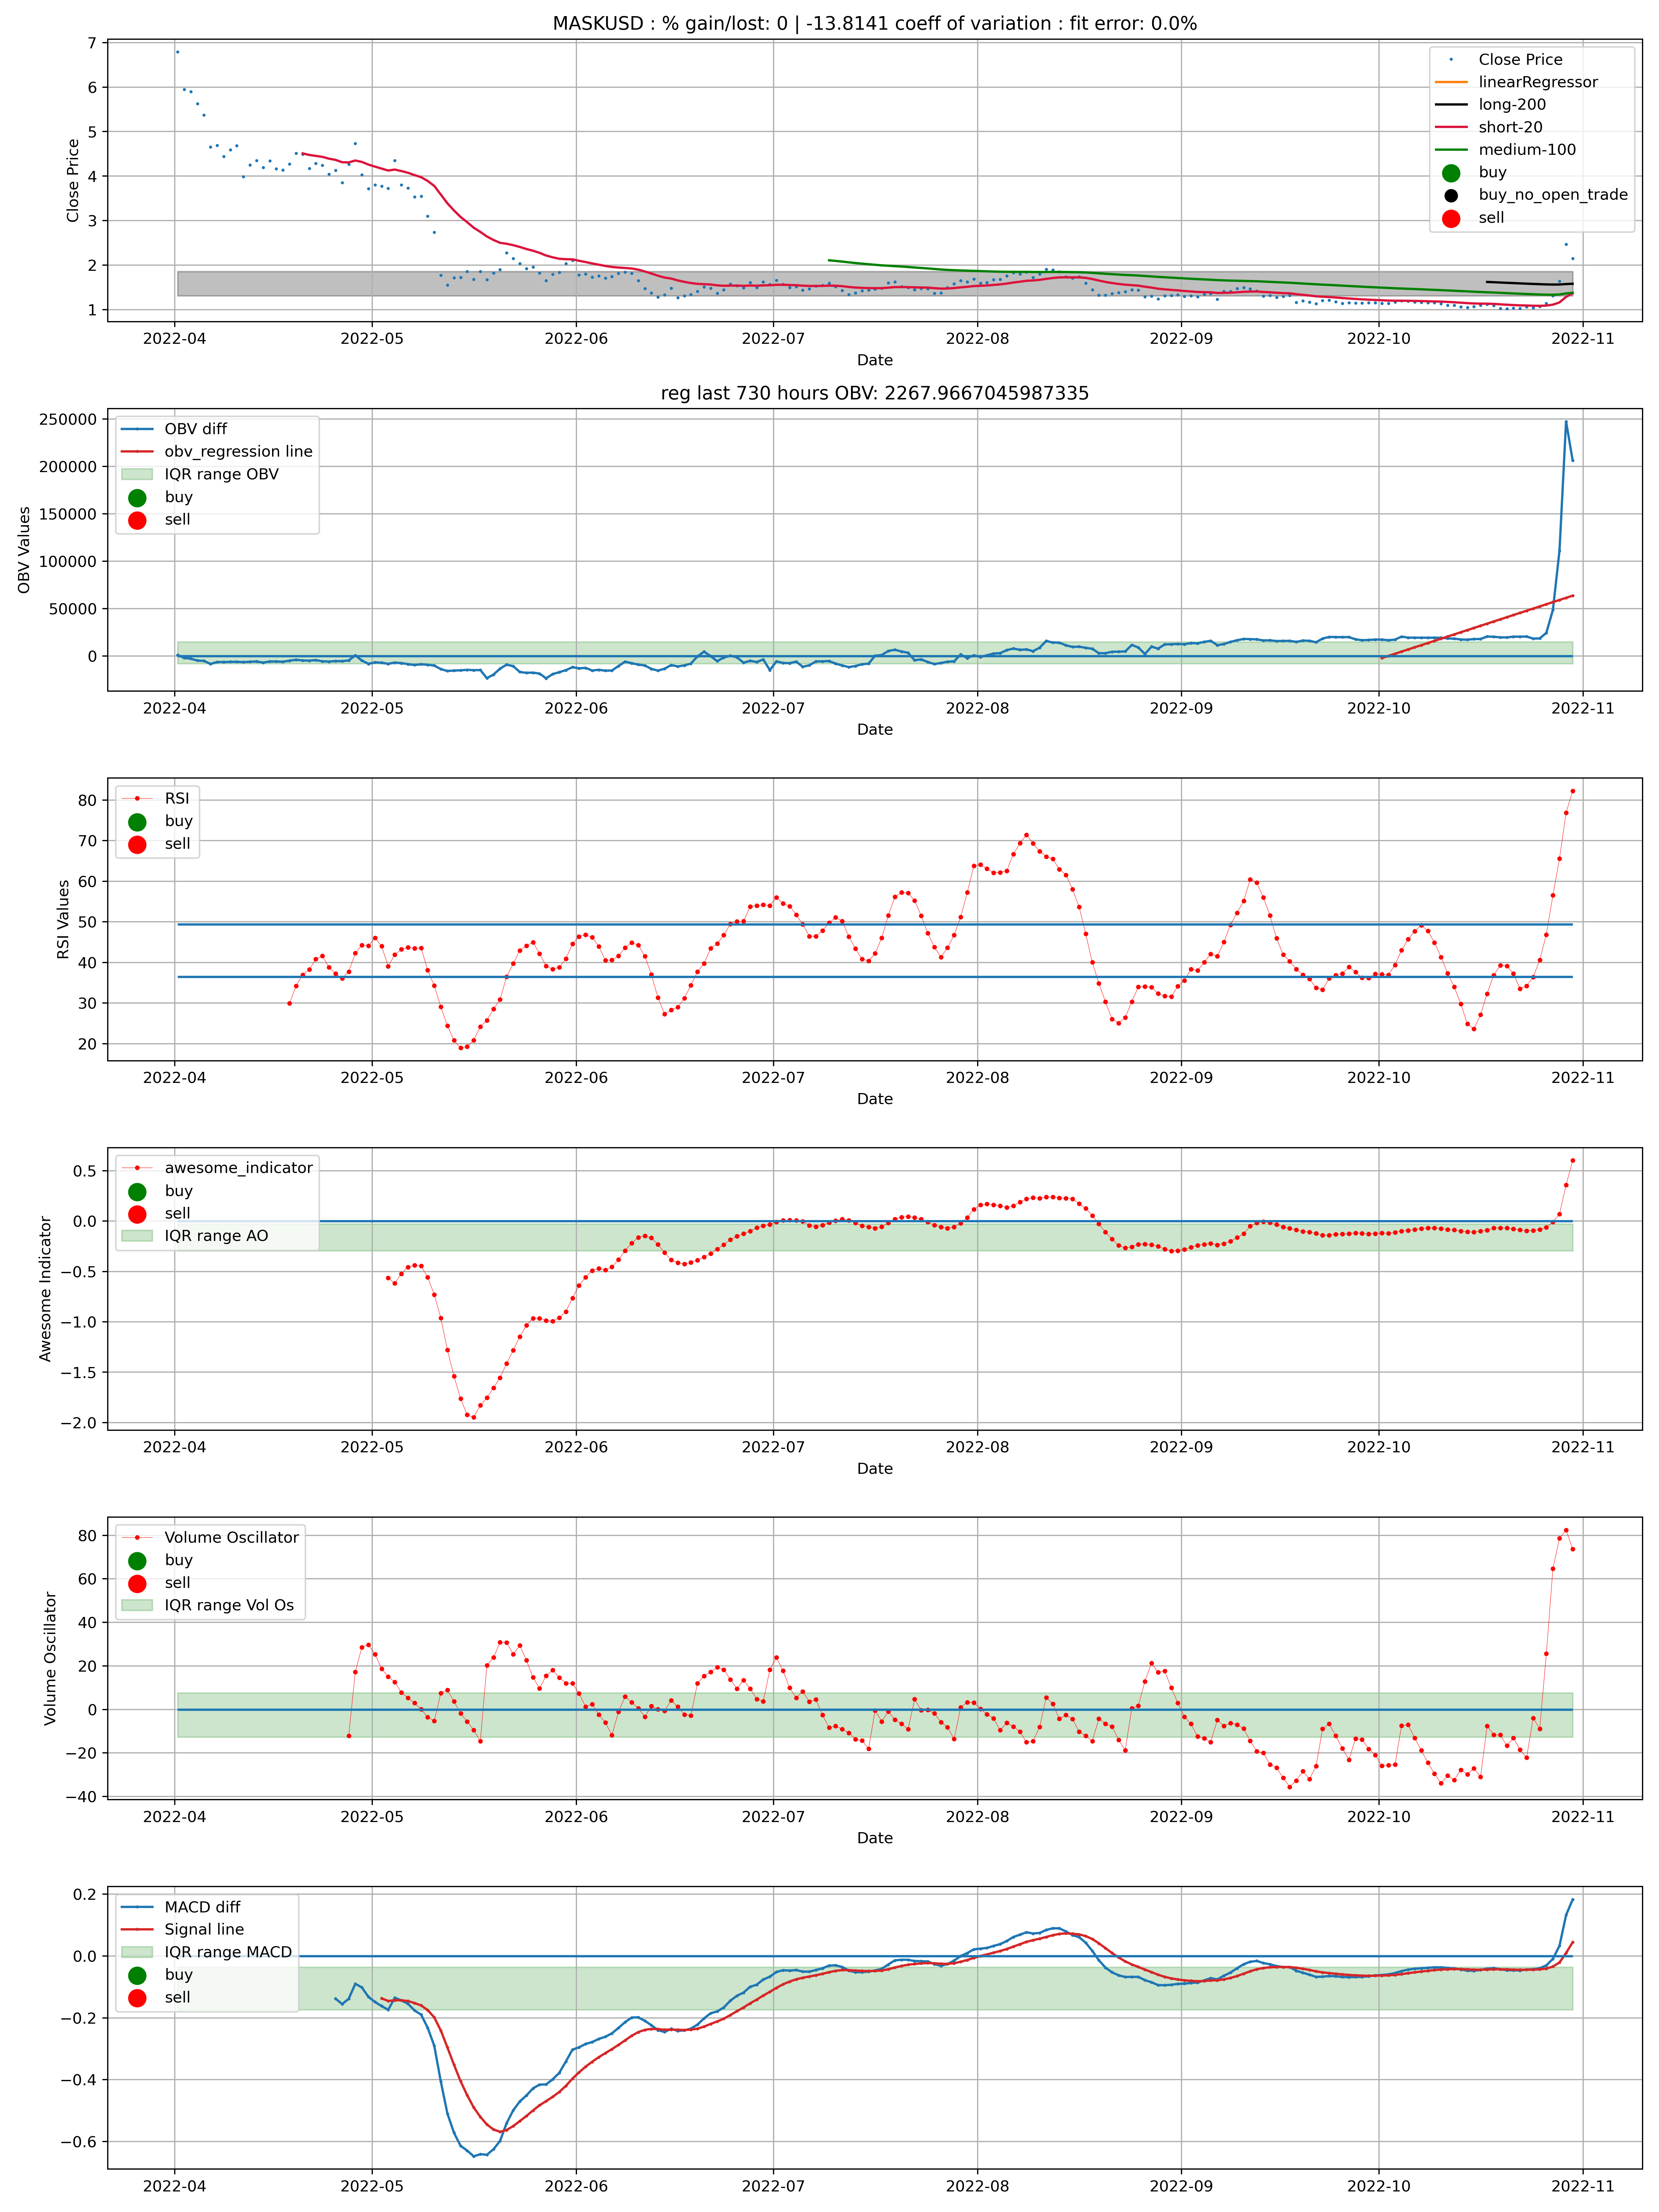 MASKUSD : % gain/lost: 0 | -13.8141 coeff of variation : fit error: 0.0%
Close Price
7
6
5
4
3
2
1
Close Price
linearRegressor
long-200
short-20
medium-100
buy
buy_no_open_trade
sell
2022-04 2022-05 2022-06 2022-07 2022-08 2022-09 2022-10 2022-11
Date
reg last 730 hours OBV: 2267.9667045987335
OBV Values
250000
200000
150000
100000
50000
0
OBV diff
obv_regression line
IQR range OBV
buy
sell
2022-04 2022-05 2022-06 2022-07 2022-08 2022-09 2022-10 2022-11
Date
RSI Values
80
70
60
50
40
30
20
RSI
buy
sell
2022-04 2022-05 2022-06 2022-07 2022-08 2022-09 2022-10 2022-11
Date
Awesome Indicator
0.5
0.0
−0.5
−1.0
−1.5
−2.0
awesome_indicator
buy
sell
IQR range AO
2022-04 2022-05 2022-06 2022-07 2022-08 2022-09 2022-10 2022-11
Date
Volume Oscillator
80
60
40
20
0
−20
−40
Volume Oscillator
buy
sell
IQR range Vol Os
2022-04 2022-05 2022-06 2022-07 2022-08 2022-09 2022-10 2022-11
Date
0.2
0.0
−0.2
−0.4
−0.6
MACD diff
Signal line
IQR range MACD
buy
sell
2022-04 2022-05 2022-06 2022-07 2022-08 2022-09 2022-10 2022-11